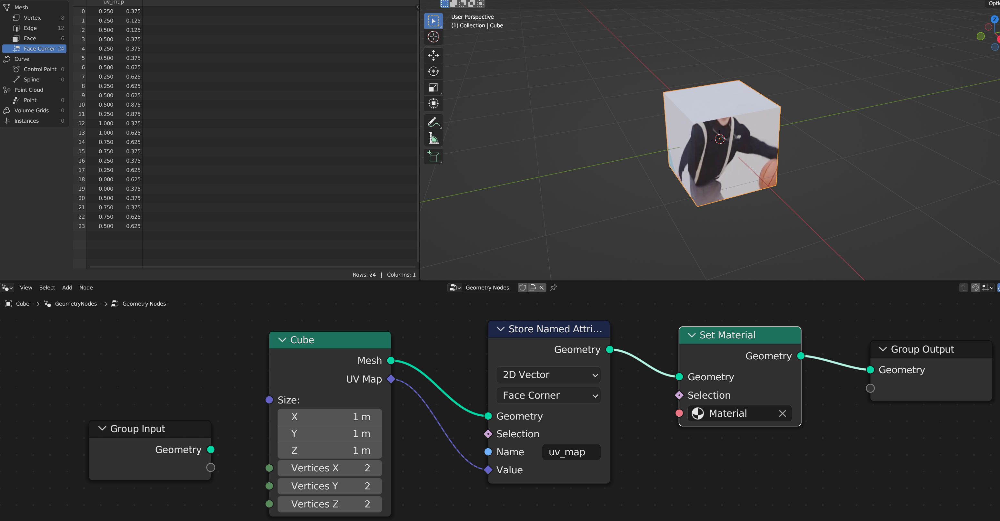 Mesh
Vertex 8
Edge 12
Face 6
Face Corner 24
Curve
Control Point 0
Spline 0
Point Cloud
Point 0
Volume Grids 0
Instances 0
uv_map
0 0.250 0.375
1 0.250 0.125
2 0.500 0.125
3 0.500 0.375
4 0.250 0.375
5 0.500 0.375
6 0.500 0.625
7 0.250 0.625
8 0.250 0.625
9 0.500 0.625
10 0.500 0.875
11 0.250 0.875
12 1.000 0.375
13 1.000 0.625
14 0.750 0.625
15 0.750 0.375
16 0.250 0.375
17 0.250 0.625
18 0.000 0.625
19 0.000 0.375
20 0.500 0.375
21 0.750 0.375
22 0.750 0.625
23 0.500 0.625
Rows: 24 | Columns: 1
User Perspective
(1) Collection | Cube
Opti
Z
View Select Add Node
Geometry Nodes
Cube > GeometryNodes > Geometry Nodes
Group Input
Geometry
Cube
Mesh
UV Map
Size:
X 1 m
Y 1 m
Z 1 m
Vertices X 2
Vertices Y 2
Vertices Z 2
Store Named Attri...
Geometry
2D Vector
Face Corner
Geometry
Selection
Name uv_map
Value
Set Material
Geometry
Geometry
Selection
Material
Group Output
Geometry